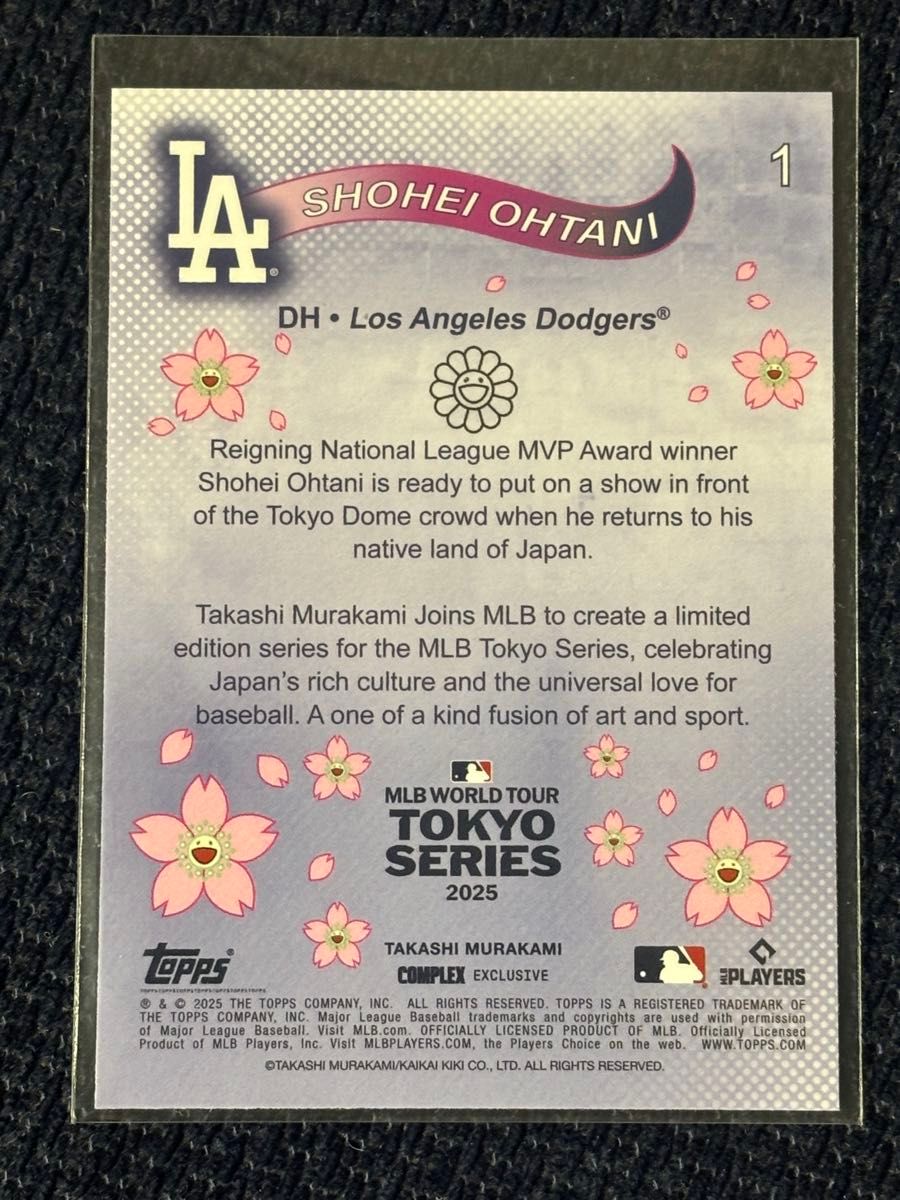 LA
SHOHEI OHTANI
1
DH • Los Angeles Dodgers®
Reigning National League MVP Award winner
Shohei Ohtani is ready to put on a show in front
of the Tokyo Dome crowd when he returns to his
native land of Japan.
Takashi Murakami Joins MLB to create a limited
edition series for the MLB Tokyo Series, celebrating
Japan's rich culture and the universal love for
baseball. A one of a kind fusion of art and sport.
MLB WORLD TOUR
TOKYO
SERIES
2025
TOPPS®
TAKASHI MURAKAMI
COMPLEX EXCLUSIVE
MLB PLAYERS
® & © 2025 THE TOPPS COMPANY, INC. ALL RIGHTS RESERVED. TOPPS IS A REGISTERED TRADEMARK OF
THE TOPPS COMPANY, INC. Major League Baseball trademarks and copyrights are used with permission
of Major League Baseball. Visit MLB.com. OFFICIALLY LICENSED PRODUCT OF MLB. Officially Licensed
Product of MLB Players, Inc. Visit MLBPLAYERS.COM, the Players Choice on the web. WWW.TOPPS.COM
©TAKASHI MURAKAMI/KAIKAI KIKI CO., LTD. ALL RIGHTS RESERVED.